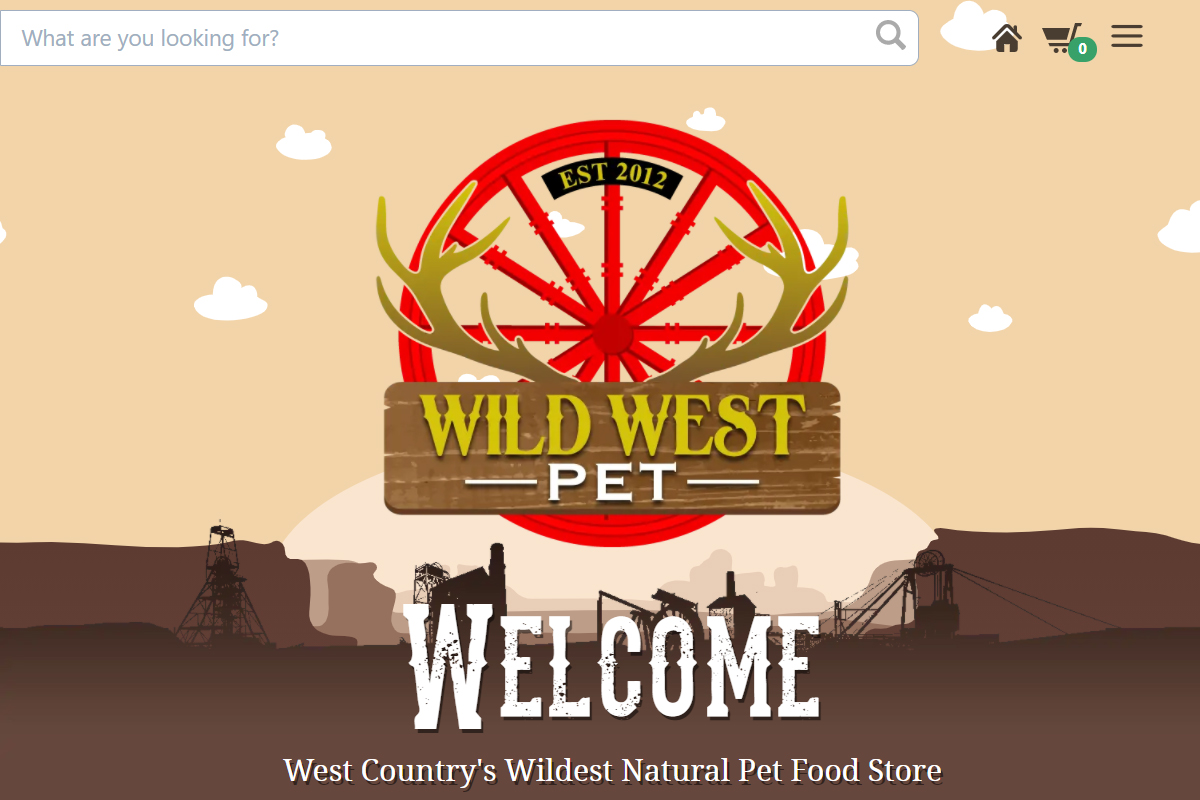 What are you looking for?
0
EST 2012
WILD WEST
PET
WELCOME
West Country's Wildest Natural Pet Food Store